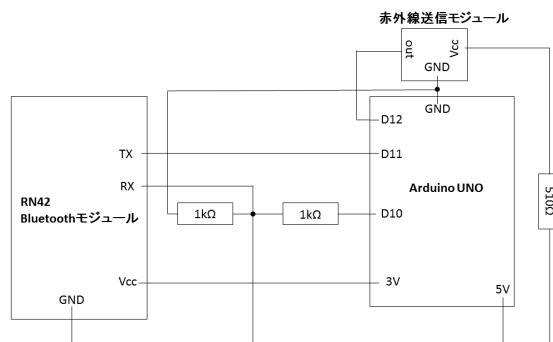 赤外線送信モジュール
out
Vcc
GND
GND
D12
TX
D11
RX
Arduino UNO
RN42
Bluetoothモジュール
1kΩ
1kΩ
D10
510Ω
Vcc
3V
GND
5V